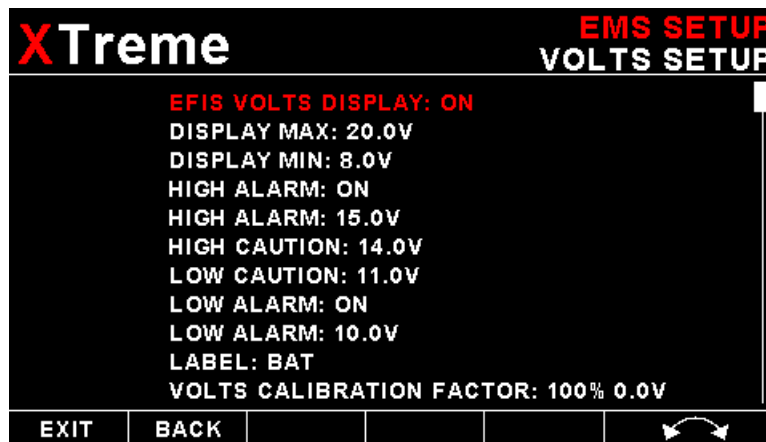 XTreme
EMS SETUP
VOLTS SETUP
EFIS VOLTS DISPLAY: ON
DISPLAY MAX: 20.0V
DISPLAY MIN: 8.0V
HIGH ALARM: ON
HIGH ALARM: 15.0V
HIGH CAUTION: 14.0V
LOW CAUTION: 11.0V
LOW ALARM: ON
LOW ALARM: 10.0V
LABEL: BAT
VOLTS CALIBRATION FACTOR: 100% 0.0V
EXIT BACK